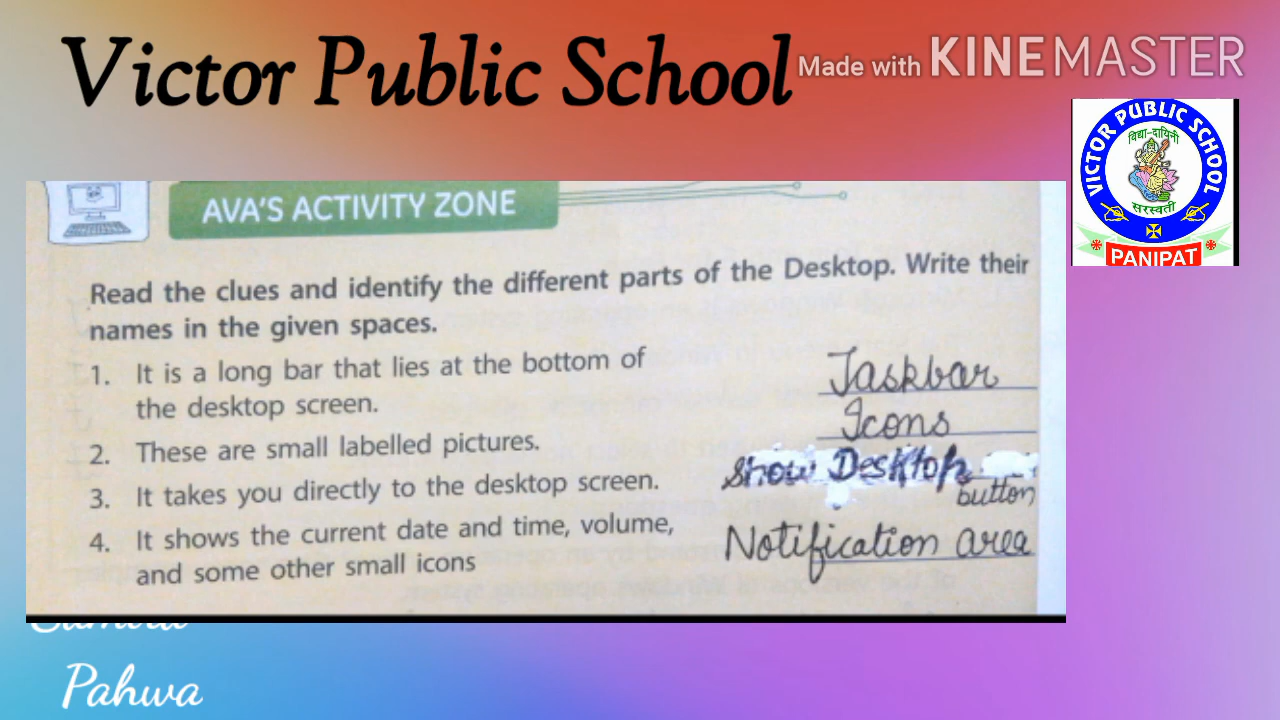 Victor Public School
Made with KINEMASTER
VICTOR PUBLIC SCHOOL
विद्या-दायिनी
सरस्वती
PANIPAT
AVA'S ACTIVITY ZONE
Read the clues and identify the different parts of the Desktop. Write their
names in the given spaces.
1. It is a long bar that lies at the bottom of
the desktop screen.
Taskbar
2. These are small labelled pictures.
Icons
3. It takes you directly to the desktop screen.
Show Desktop
button
4. It shows the current date and time, volume,
and some other small icons
Notification area
Pahwa